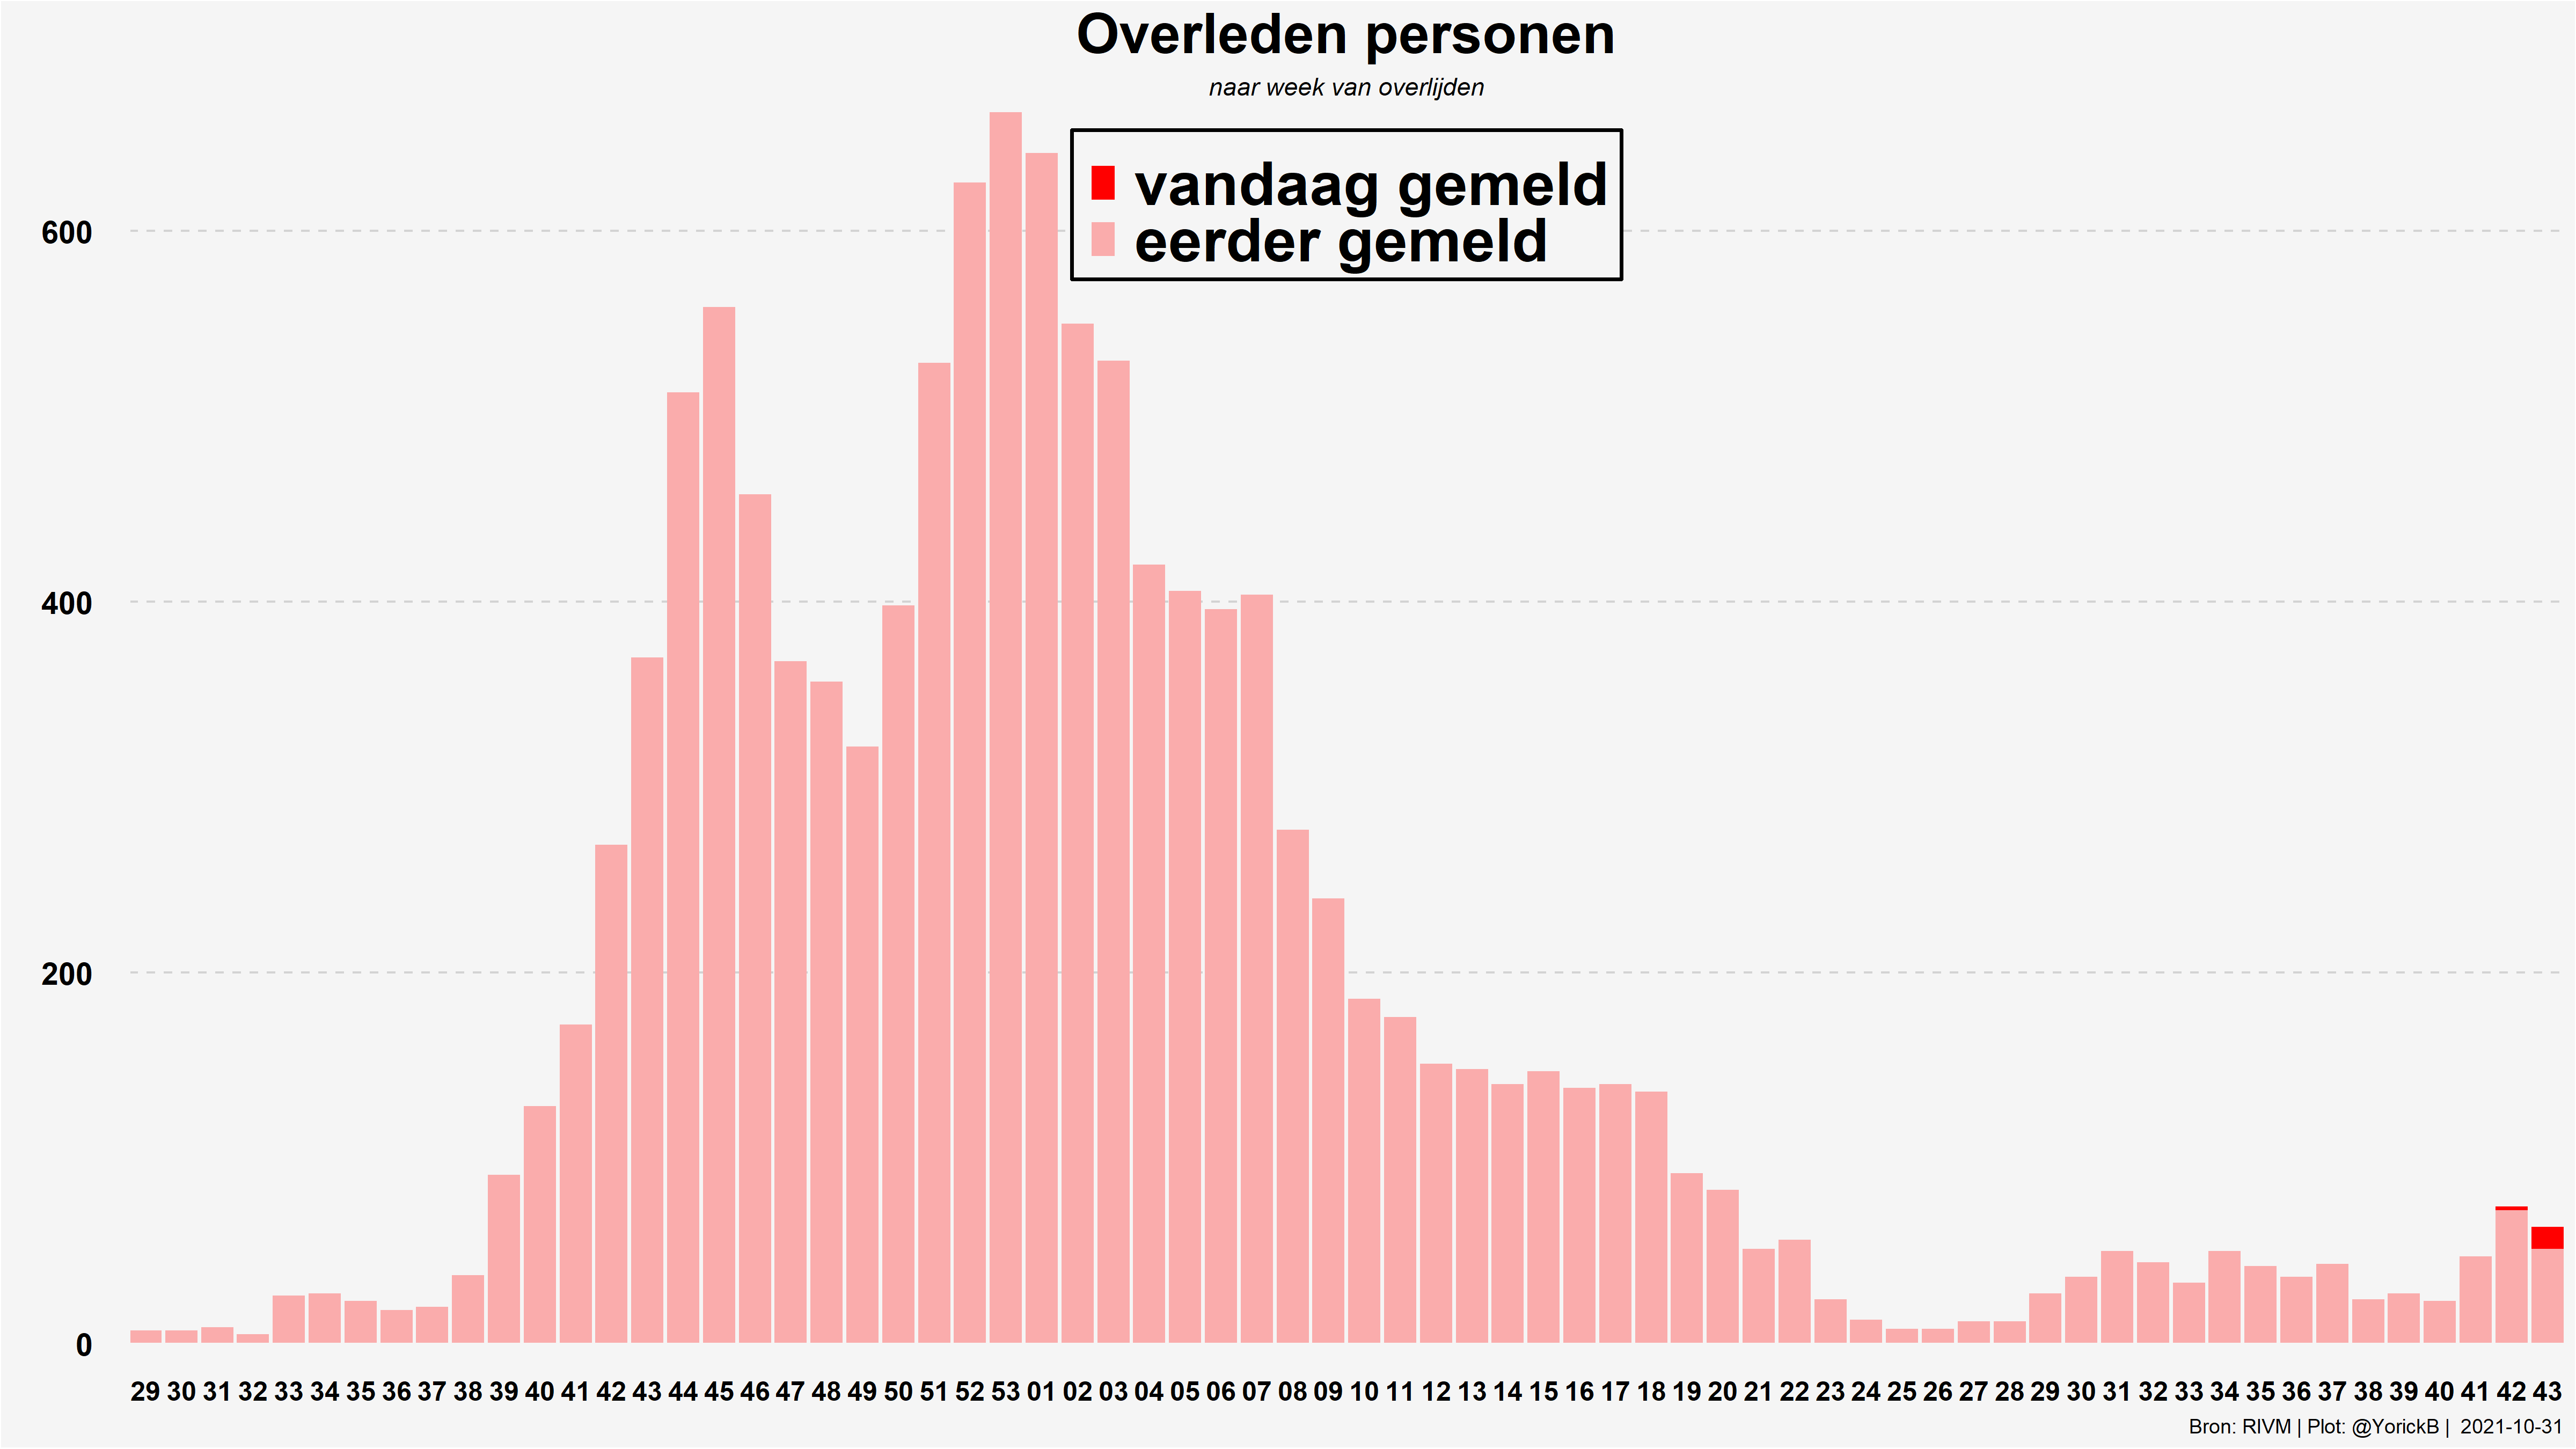 Overleden personen
naar week van overlijden
vandaag gemeld
eerder gemeld
600
400
200
0
29 30 31 32 33 34 35 36 37 38 39 40 41 42 43 44 45 46 47 48 49 50 51 52 53 01 02 03 04 05 06 07 08 09 10 11 12 13 14 15 16 17 18 19 20 21 22 23 24 25 26 27 28 29 30 31 32 33 34 35 36 37 38 39 40 41 42 43
Bron: RIVM | Plot: @YorickB | 2021-10-31